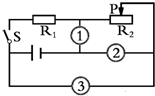 P
S
R₁
R₂
①
②
③